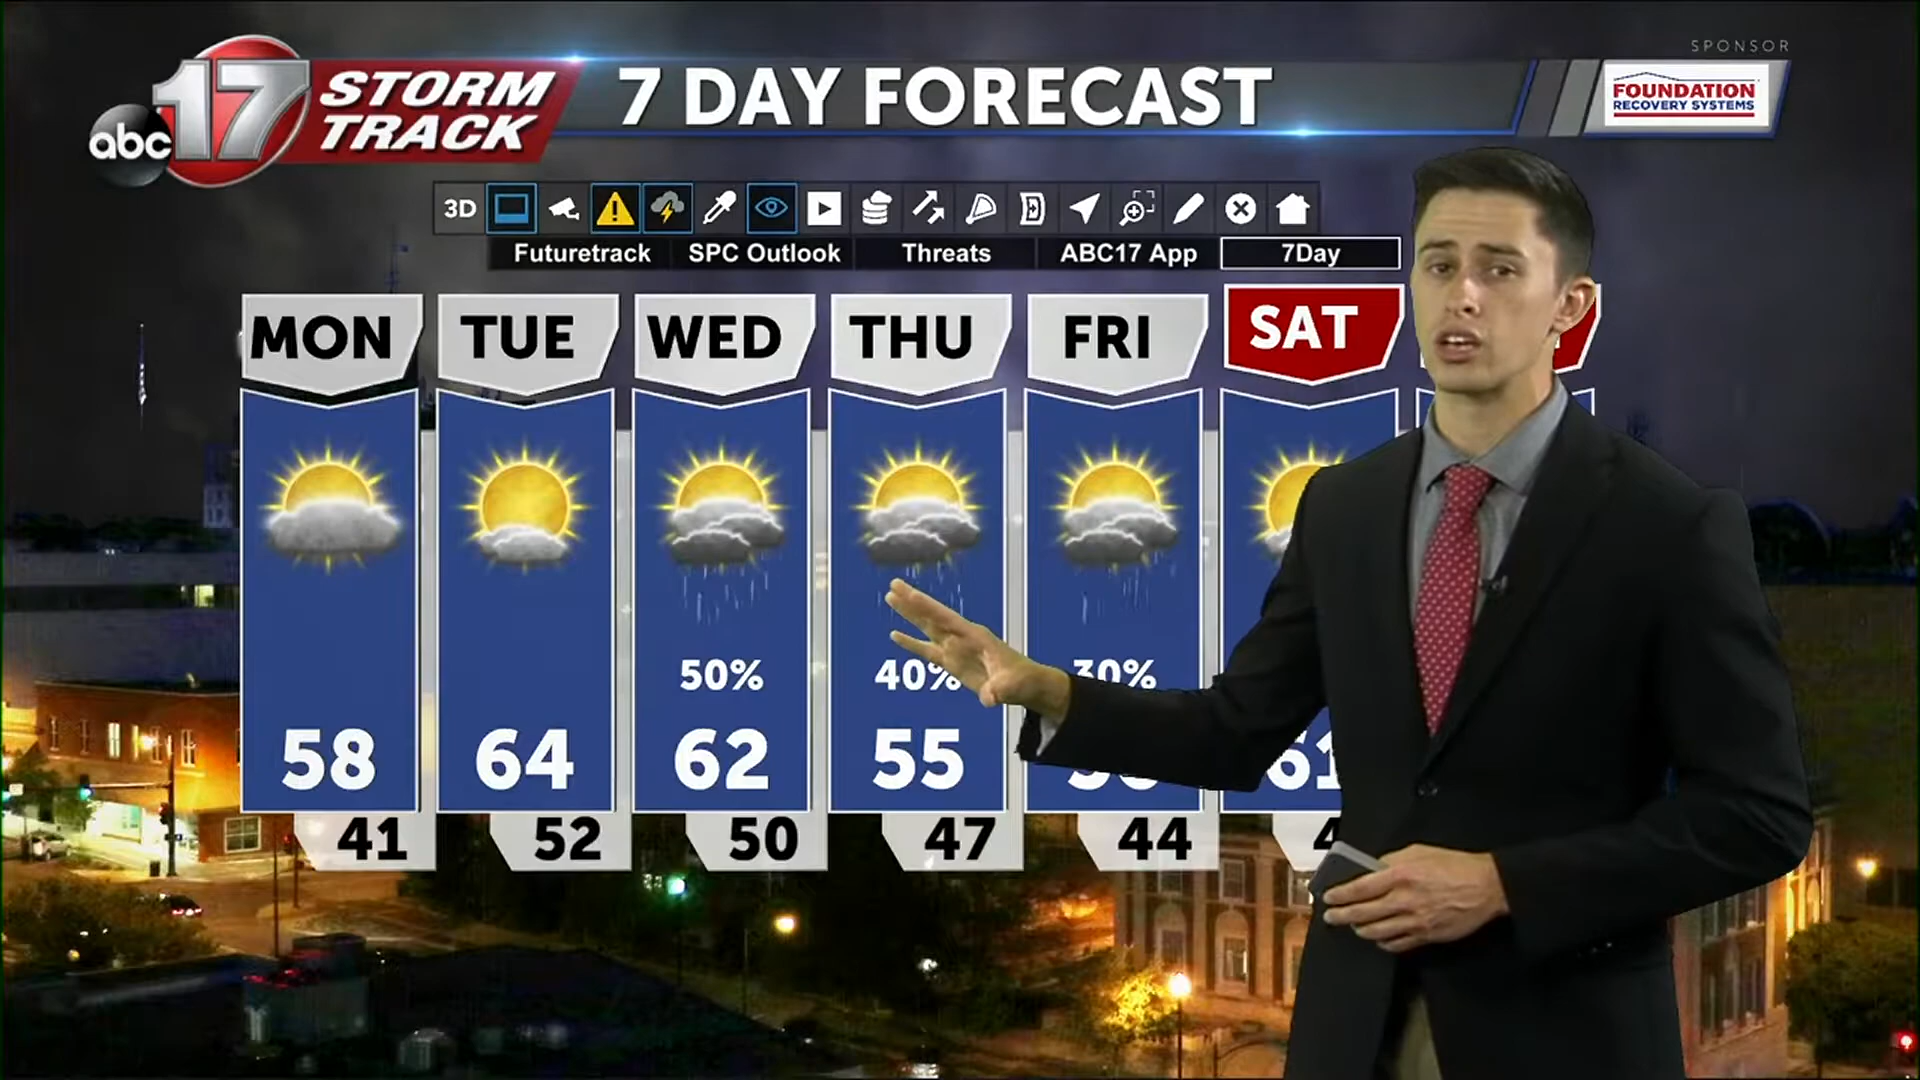 SPONSOR
abc 17 STORM TRACK
7 DAY FORECAST
FOUNDATION
RECOVERY SYSTEMS
3D
Futuretrack SPC Outlook Threats ABC17 App 7Day
MON TUE WED THU FRI SAT
50% 40% 30%
58 64 62 55 61
41 52 50 47 44